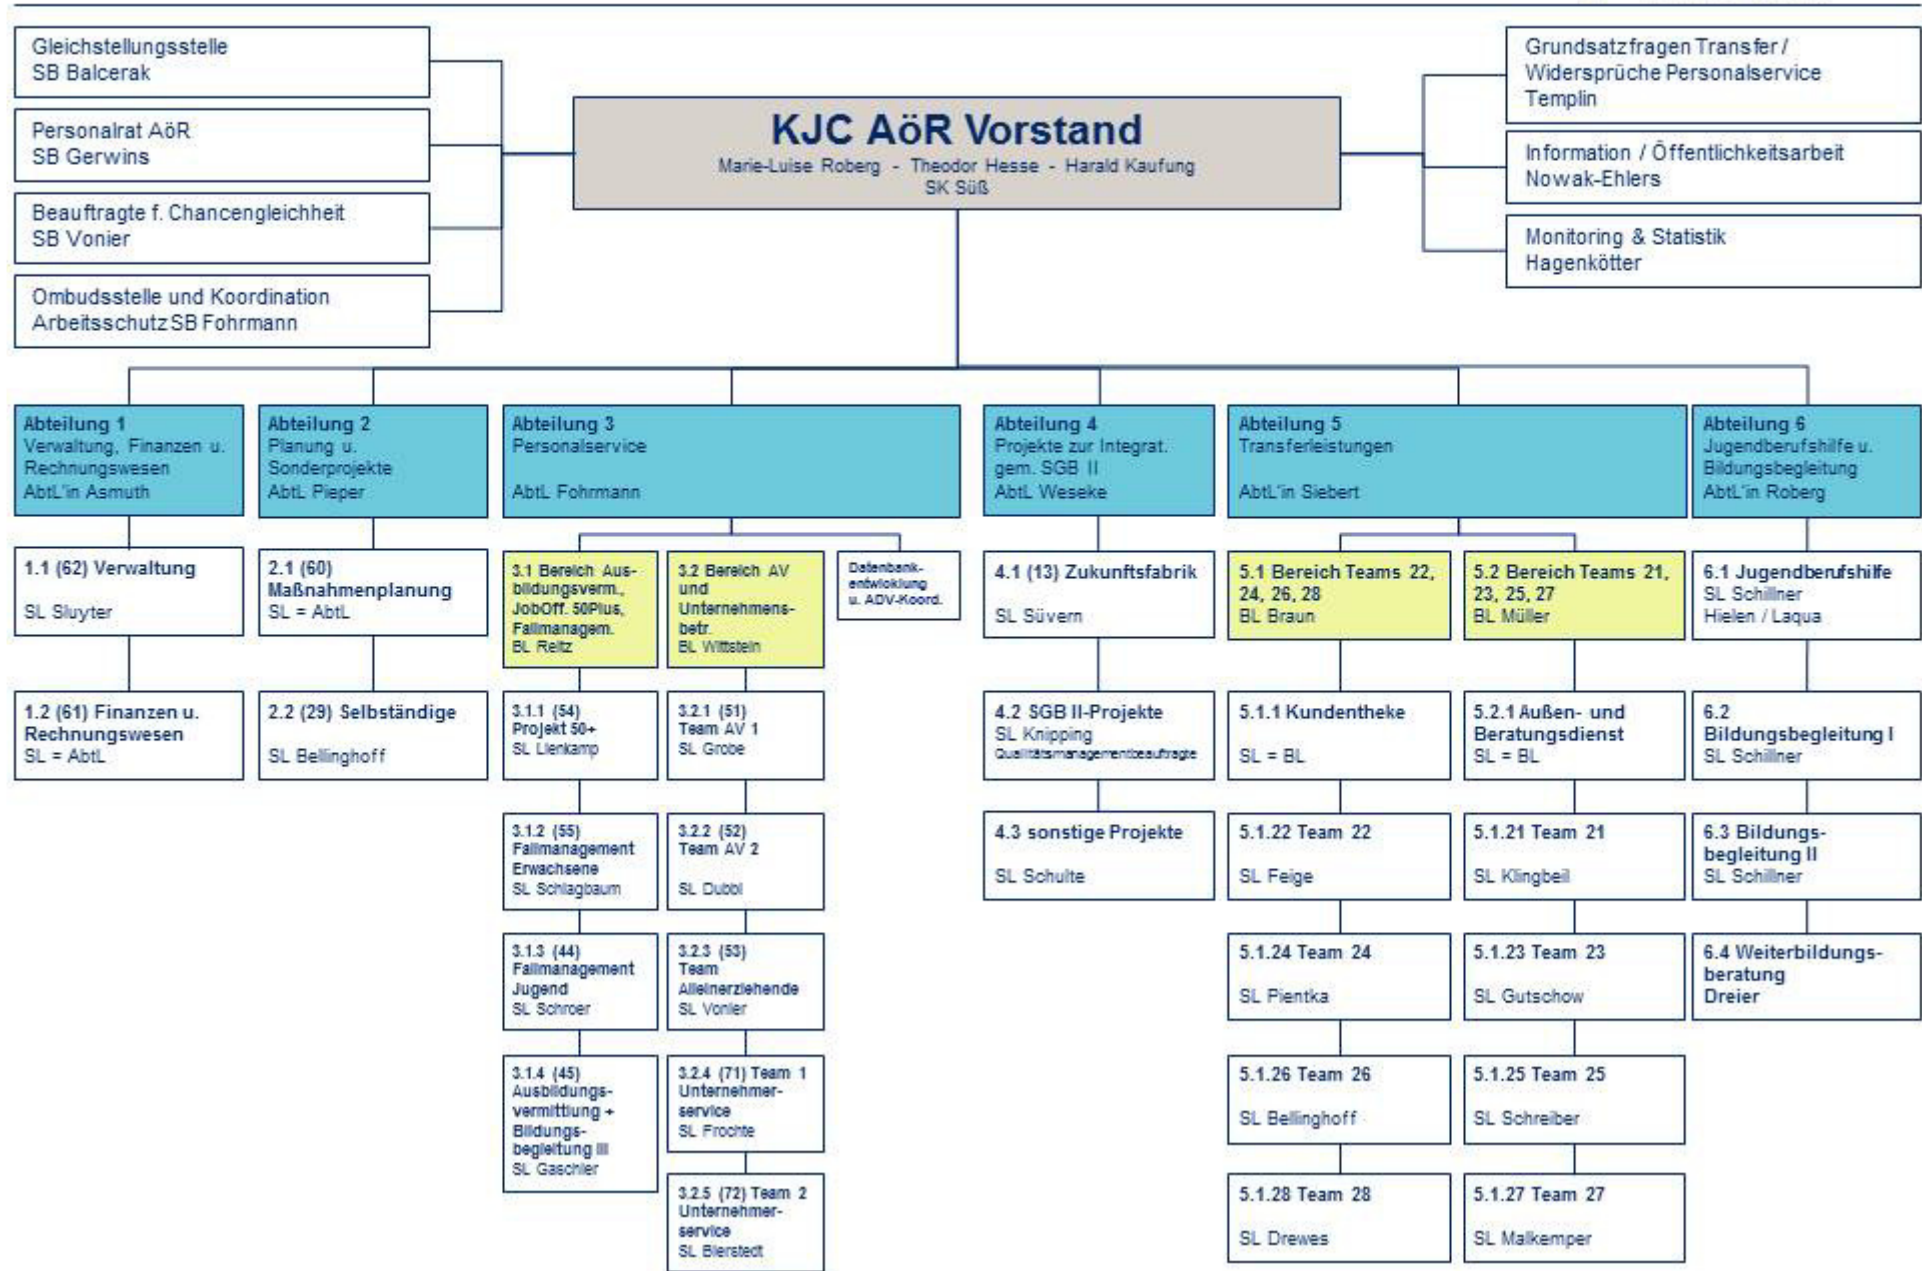 Gleichstellungsstelle
SB Balcerak
Personalrat AöR
SB Gerwins
Beauftragte f. Chancengleichheit
SB Vonier
Ombudsstelle und Koordination
Arbeitsschutz SB Fohrmann
KJC AöR Vorstand
Marie-Luise Roberg - Theodor Hesse - Harald Kaufung
SK Süß
Grundsatzfragen Transfer /
Widersprüche Personalservice
Templin
Information / Öffentlichkeitsarbeit
Nowak-Ehlers
Monitoring & Statistik
Hagenkötter
Abteilung 1
Verwaltung, Finanzen u.
Rechnungswesen
AbtL'in Asmuth
1.1 (62) Verwaltung
SL Sluyter
1.2 (61) Finanzen u.
Rechnungswesen
SL = AbtL
Abteilung 2
Planung u.
Sonderprojekte
AbtL Pieper
2.1 (60)
Maßnahmenplanung
SL = AbtL
2.2 (29) Selbständige
SL Bellinghoff
Abteilung 3
Personalservice
AbtL Fohrmann
3.1 Bereich Aus-
bildungsverm.,
JobOff. 50Plus,
Fallmanagem.
BL Reitz
3.1.1 (54)
Projekt 50+
SL Lienkamp
3.1.2 (55)
Fallmanagement
Erwachsene
SL Schlagbaum
3.1.3 (44)
Fallmanagement
Jugend
SL Schroer
3.1.4 (45)
Ausbildungs-
vermittlung +
Bildungs-
begleitung III
SL Gaschler
3.2 Bereich AV
und
Unternehmens-
betr.
BL Wittstein
3.2.1 (51)
Team AV 1
SL Grobe
3.2.2 (52)
Team AV 2
SL Dubbi
3.2.3 (53)
Team
Alleinerziehende
SL Vonier
3.2.4 (71) Team 1
Unternehmer-
service
SL Frochte
3.2.5 (72) Team 2
Unternehmer-
service
SL Bierstedt
Datenbank-
entwicklung
u. ADV-Koord.
Abteilung 4
Projekte zur Integrat.
gem. SGB II
AbtL Weseke
4.1 (13) Zukunftsfabrik
SL Süvern
4.2 SGB II-Projekte
SL Knipping
Qualitätsmanagementbeauftragte
4.3 sonstige Projekte
SL Schulte
Abteilung 5
Transferleistungen
AbtL'in Siebert
5.1 Bereich Teams 22,
24, 26, 28
BL Braun
5.1.1 Kundentheke
SL = BL
5.1.22 Team 22
SL Feige
5.1.24 Team 24
SL Pientka
5.1.26 Team 26
SL Bellinghoff
5.1.28 Team 28
SL Drewes
5.2 Bereich Teams 21,
23, 25, 27
BL Müller
5.2.1 Außen- und
Beratungsdienst
SL = BL
5.1.21 Team 21
SL Klingbeil
5.1.23 Team 23
SL Gutschow
5.1.25 Team 25
SL Schreiber
5.1.27 Team 27
SL Malkemper
Abteilung 6
Jugendberufshilfe u.
Bildungsbegleitung
AbtL'in Roberg
6.1 Jugendberufshilfe
SL Schillner
Hielen / Laqua
6.2
Bildungsbegleitung I
SL Schillner
6.3 Bildungs-
begleitung II
SL Schillner
6.4 Weiterbildungs-
beratung
Dreier